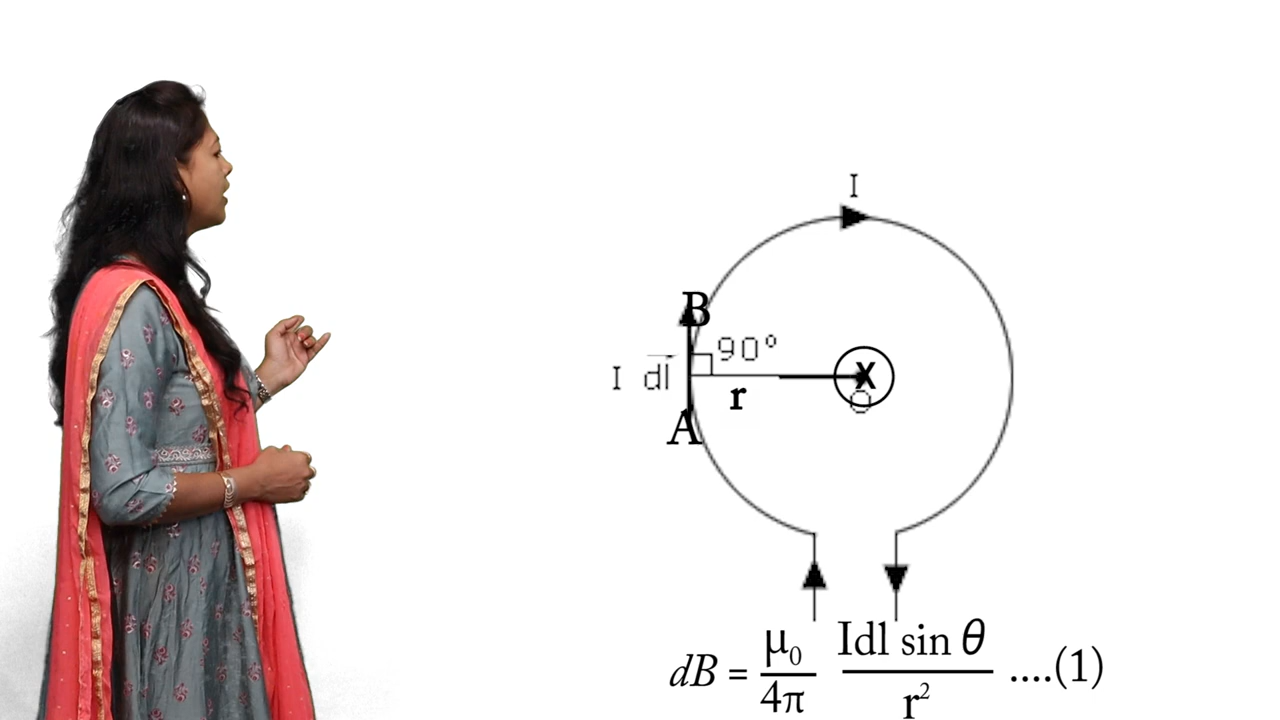 I
B
90°
I dl
X
r
O
A
dB = μ₀/4π Idl sin θ/r² ....(1)